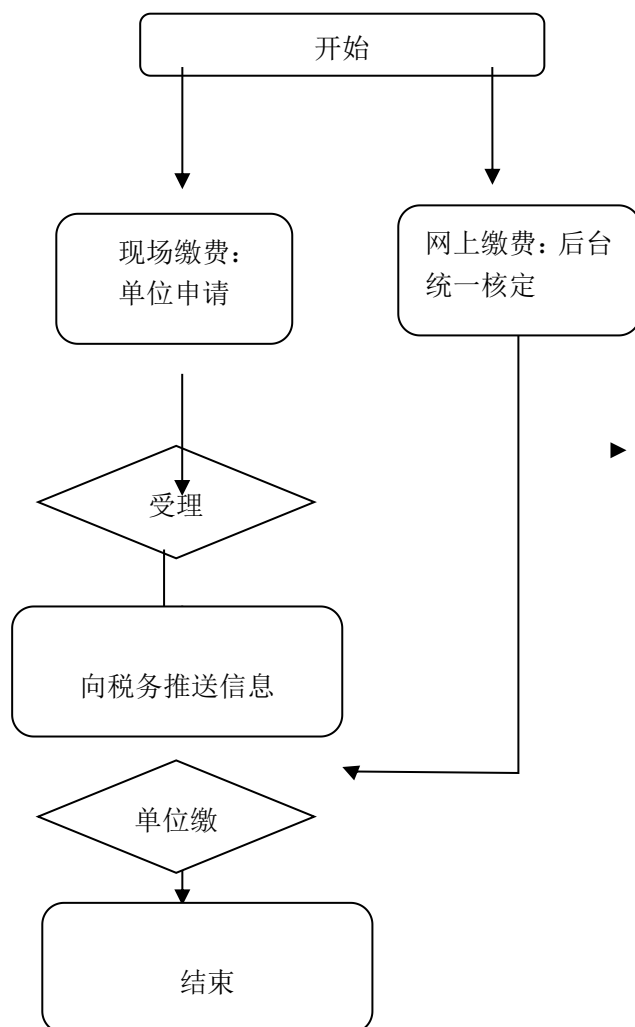 开始
现场缴费：
单位申请
网上缴费：后台
统一核定
受理
向税务推送信息
单位缴
结束